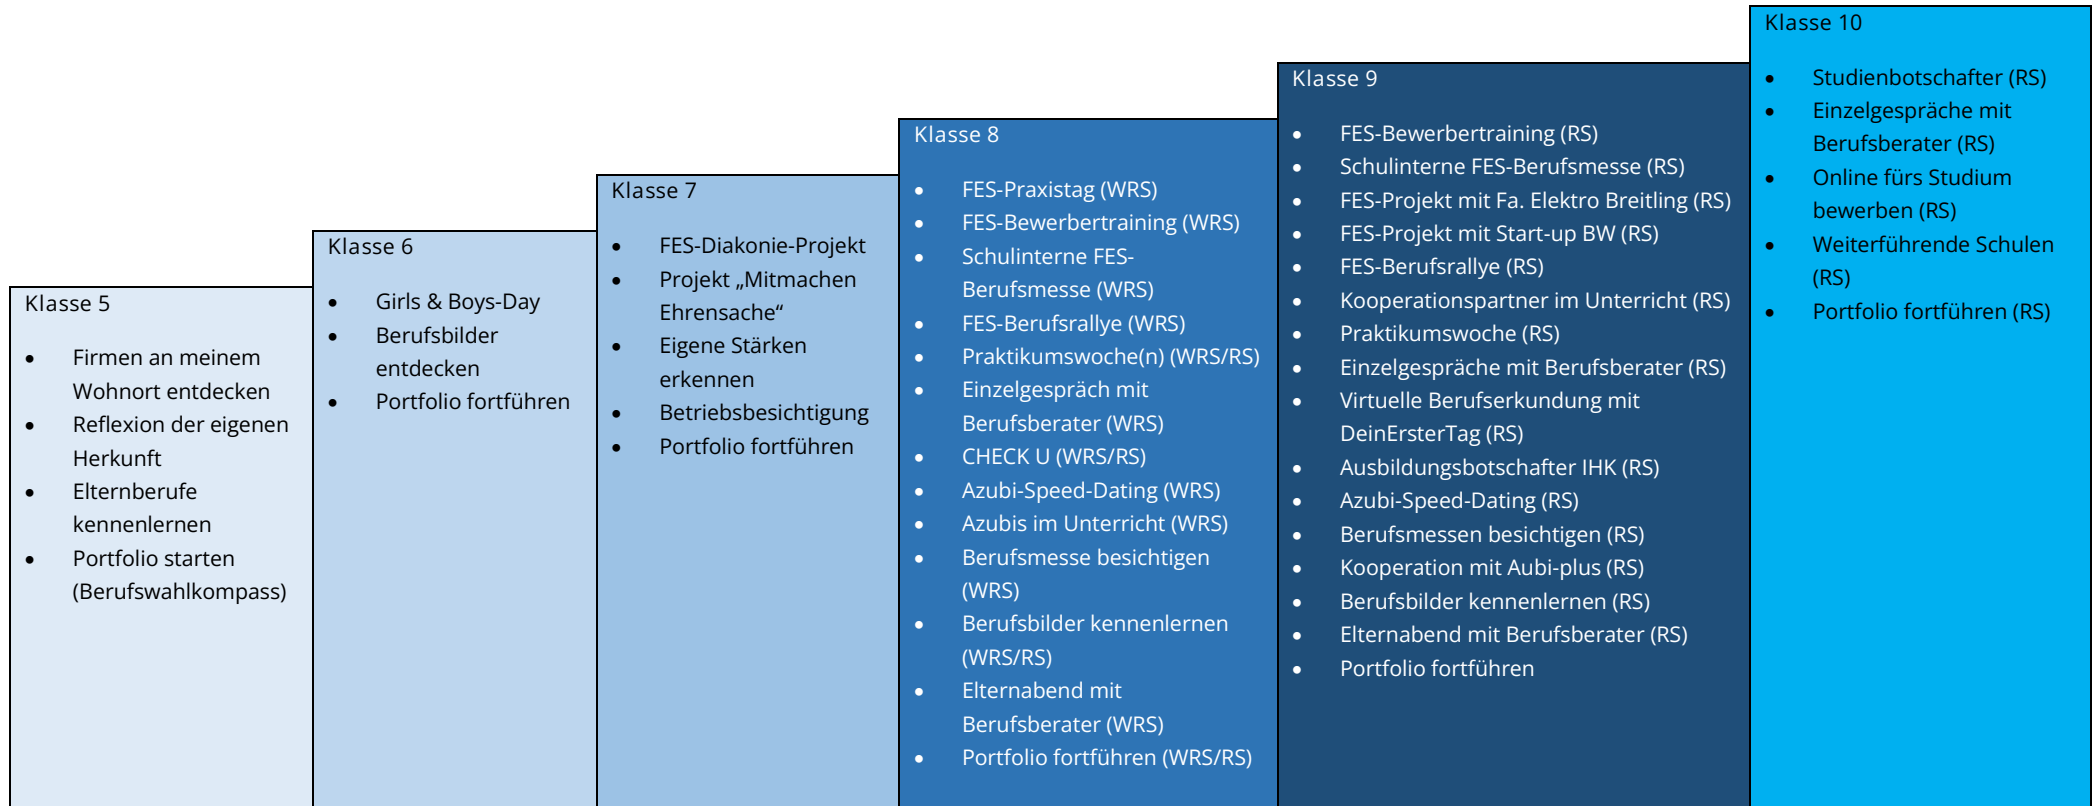 Klasse 5
• Firmen an meinem
Wohnort entdecken
• Reflexion der eigenen
Herkunft
• Elternberufe
kennenlernen
• Portfolio starten
(Berufswahlkompass)
Klasse 6
• Girls & Boys-Day
• Berufsbilder
entdecken
• Portfolio fortführen
Klasse 7
• FES-Diakonie-Projekt
• Projekt „Mitmachen
Ehrensache“
• Eigene Stärken
erkennen
• Betriebsbesichtigung
• Portfolio fortführen
Klasse 8
• FES-Praxistag (WRS)
• FES-Bewerbertraining (WRS)
• Schulinterne FES-
Berufsmesse (WRS)
• FES-Berufsrallye (WRS)
• Praktikumswoche(n) (WRS/RS)
• Einzelgespräch mit
Berufsberater (WRS)
• CHECK U (WRS/RS)
• Azubi-Speed-Dating (WRS)
• Azubis im Unterricht (WRS)
• Berufsmesse besichtigen
(WRS)
• Berufsbilder kennenlernen
(WRS/RS)
• Elternabend mit
Berufsberater (WRS)
• Portfolio fortführen (WRS/RS)
Klasse 9
• FES-Bewerbertraining (RS)
• Schulinterne FES-Berufsmesse (RS)
• FES-Projekt mit Fa. Elektro Breitling (RS)
• FES-Projekt mit Start-up BW (RS)
• FES-Berufsrallye (RS)
• Kooperationspartner im Unterricht (RS)
• Praktikumswoche (RS)
• Einzelgespräche mit Berufsberater (RS)
• Virtuelle Berufserkundung mit
DeinErsterTag (RS)
• Ausbildungsbotschafter IHK (RS)
• Azubi-Speed-Dating (RS)
• Berufsmessen besichtigen (RS)
• Kooperation mit Aubi-plus (RS)
• Berufsbilder kennenlernen (RS)
• Elternabend mit Berufsberater (RS)
• Portfolio fortführen
Klasse 10
• Studienbotschafter (RS)
• Einzelgespräche mit
Berufsberater (RS)
• Online fürs Studium
bewerben (RS)
• Weiterführende Schulen
(RS)
• Portfolio fortführen (RS)